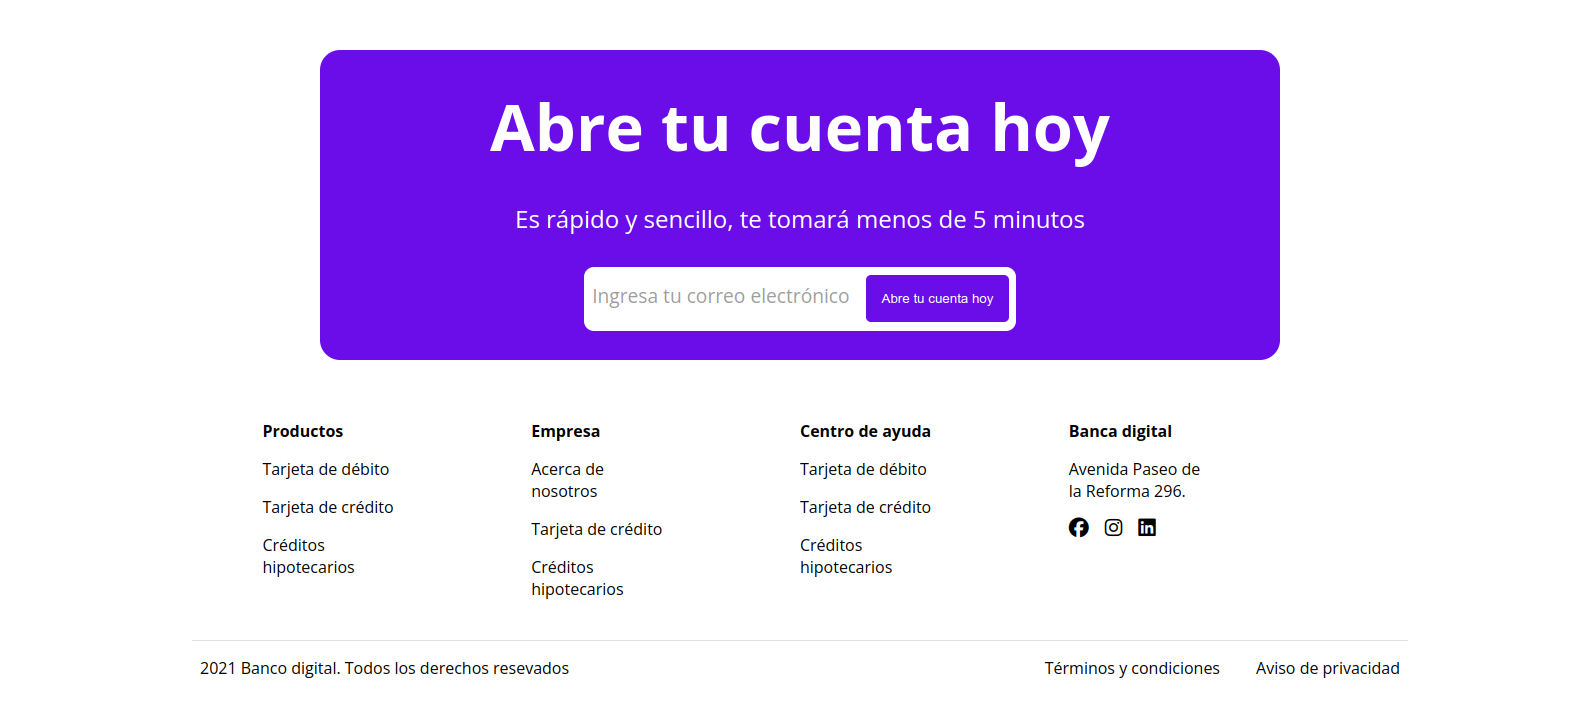 Abre tu cuenta hoy
Es rápido y sencillo, te tomará menos de 5 minutos
Ingresa tu correo electrónico
Abre tu cuenta hoy
Productos
Tarjeta de débito
Tarjeta de crédito
Créditos
hipotecarios
Empresa
Acerca de
nosotros
Tarjeta de crédito
Créditos
hipotecarios
Centro de ayuda
Tarjeta de débito
Tarjeta de crédito
Créditos
hipotecarios
Banca digital
Avenida Paseo de
la Reforma 296.
2021 Banco digital. Todos los derechos resevados
Términos y condiciones
Aviso de privacidad